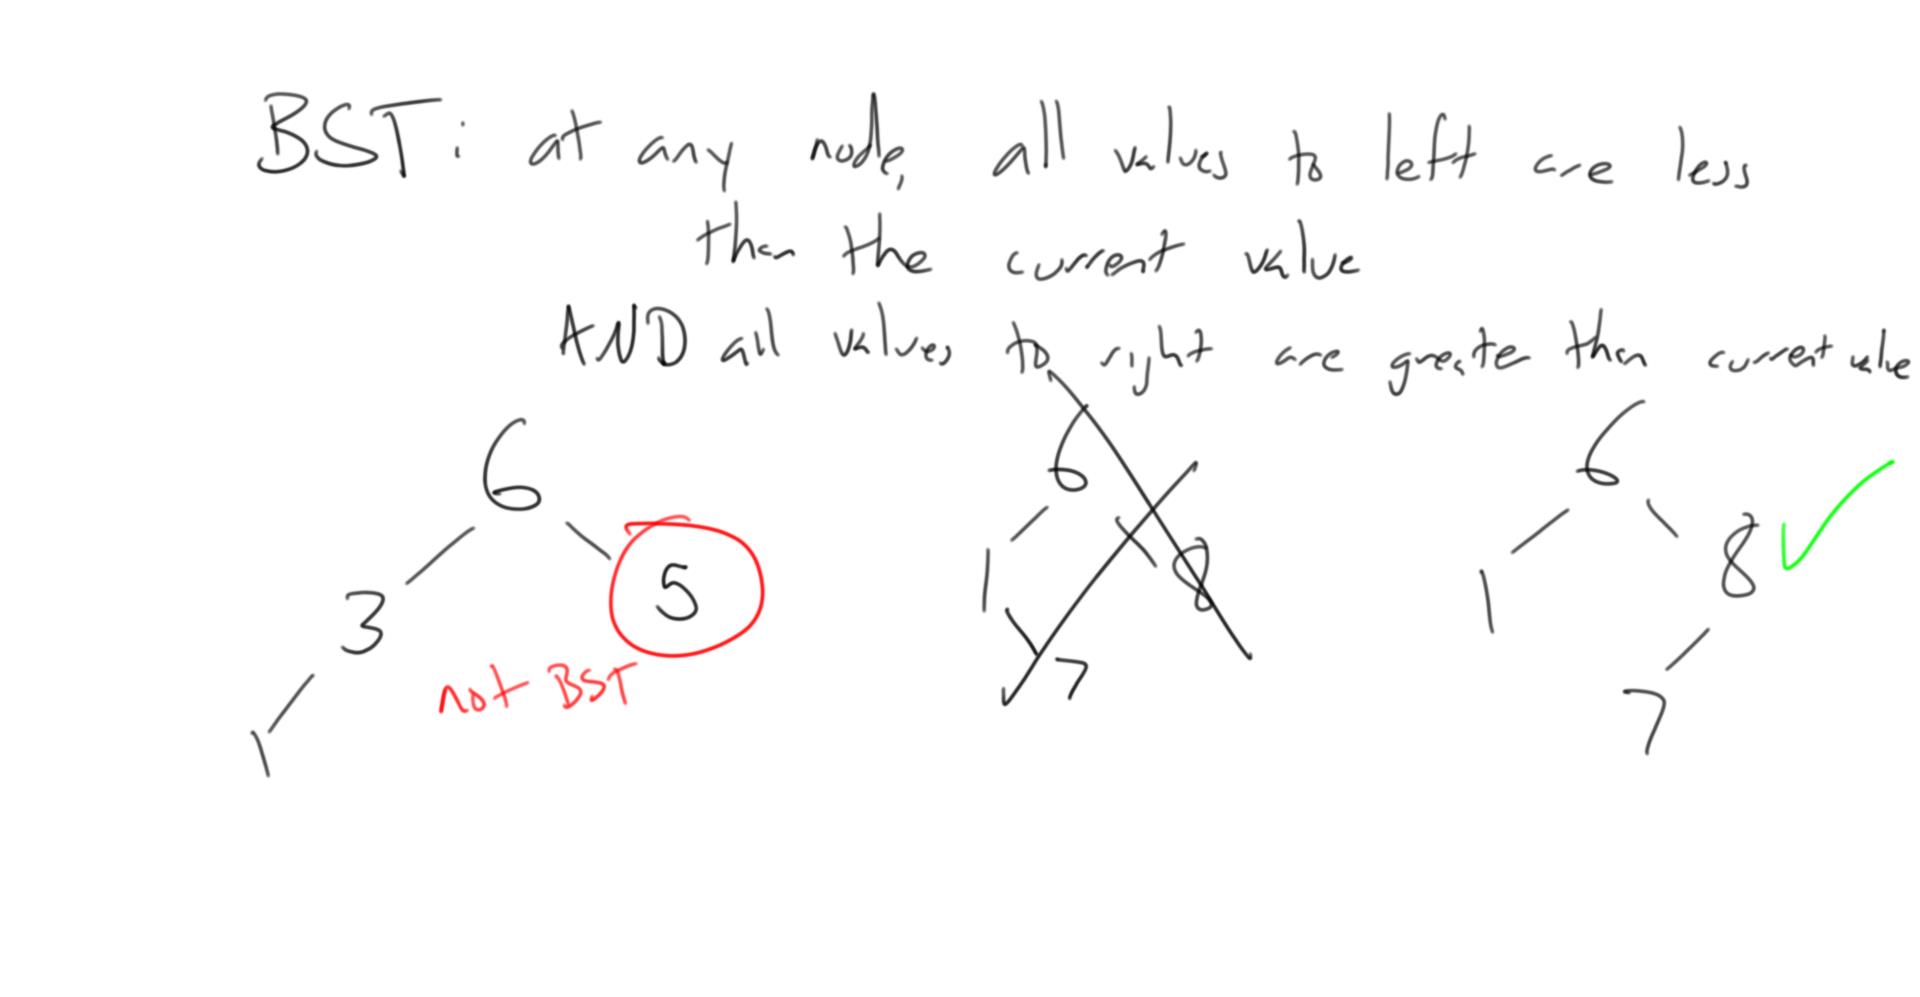 BST: at any node, all values to left are less
than the current value
AND all values to right are greater than current value
6 6 6
3 5 1 8 1 8
not BST 7 7
1